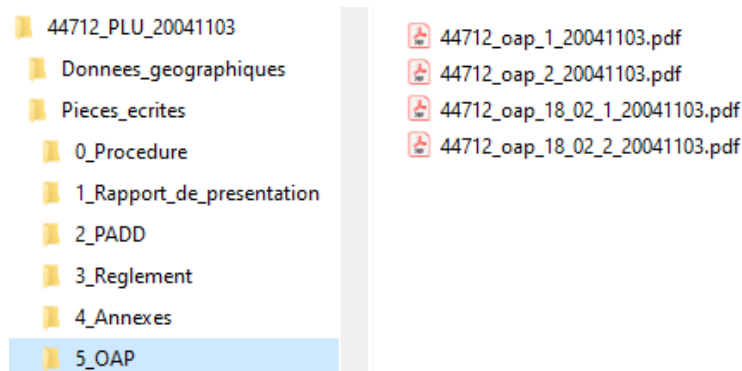 44712_PLU_20041103
Donnees_geographiques
Pieces_ecrites
0_Procedure
1_Rapport_de_presentation
2_PADD
3_Reglement
4_Annexes
5_OAP
44712_oap_1_20041103.pdf
44712_oap_2_20041103.pdf
44712_oap_18_02_1_20041103.pdf
44712_oap_18_02_2_20041103.pdf